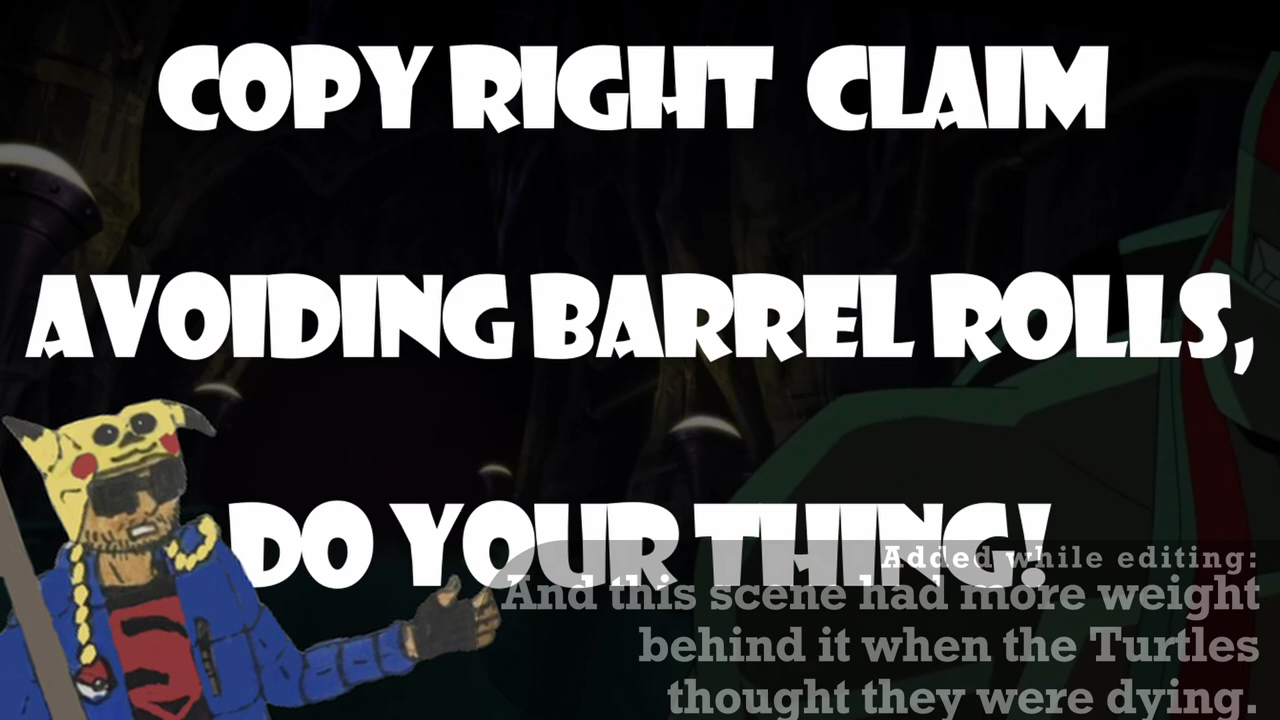 COPY RIGHT CLAIM
AVOIDING BARREL ROLLS,
DO YOUR THING!
Added while editing:
And this scene had more weight
behind it when the Turtles
thought they were dying.